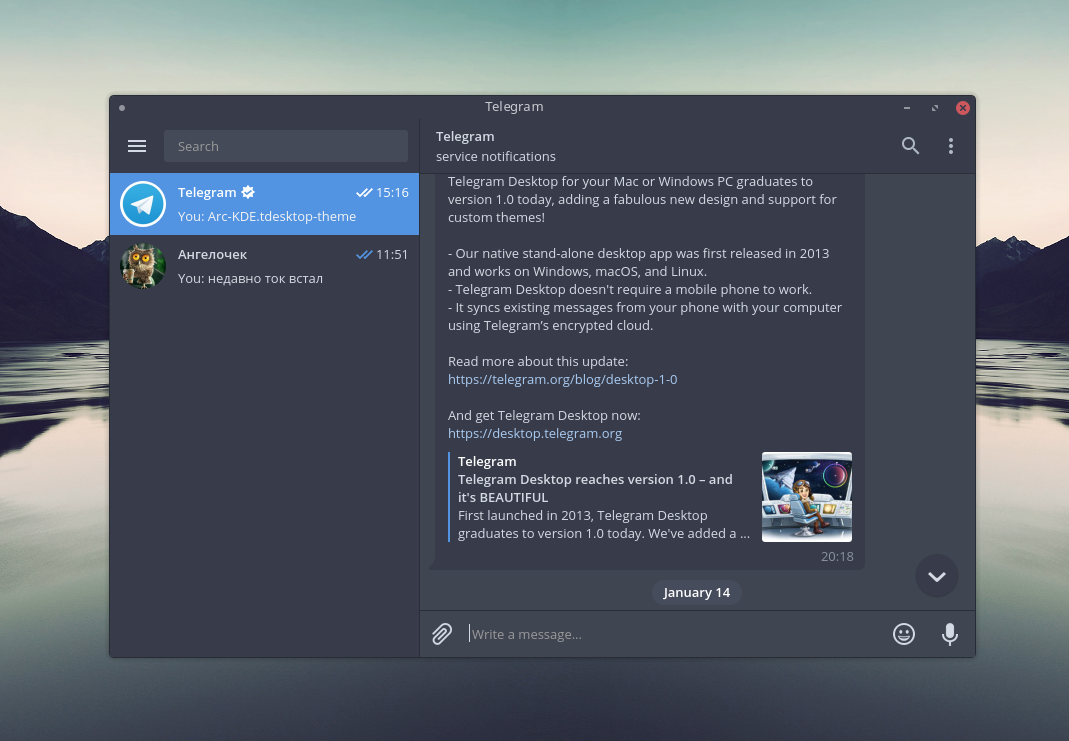 Telegram
Search
Telegram
15:16
You: Arc-KDE.tdesktop-theme
Ангелочек
11:51
You: недавно ток встал
Telegram
service notifications
Telegram Desktop for your Mac or Windows PC graduates to
version 1.0 today, adding a fabulous new design and support for
custom themes!
- Our native stand-alone desktop app was first released in 2013
and works on Windows, macOS, and Linux.
- Telegram Desktop doesn't require a mobile phone to work.
- It syncs existing messages from your phone with your computer
using Telegram’s encrypted cloud.
Read more about this update:
https://telegram.org/blog/desktop-1-0
And get Telegram Desktop now:
https://desktop.telegram.org
Telegram
Telegram Desktop reaches version 1.0 – and
it's BEAUTIFUL
First launched in 2013, Telegram Desktop
graduates to version 1.0 today. We've added a ...
20:18
January 14
Write a message...